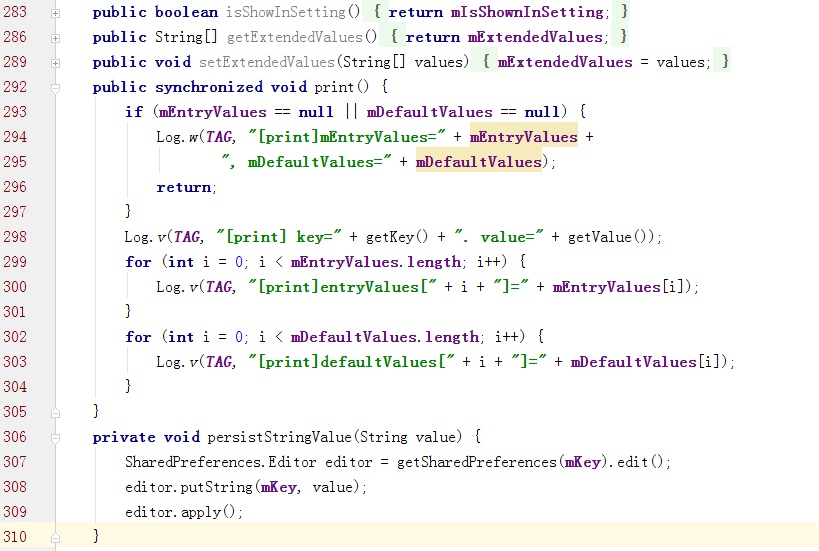 283 public boolean isShowInSetting() { return mIsShownInSetting; }
286 public String[] getExtendedValues() { return mExtendedValues; }
289 public void setExtendedValues(String[] values) { mExtendedValues = values; }
292 public synchronized void print() {
293 if (mEntryValues == null || mDefaultValues == null) {
294 Log.w(TAG, "[print]mEntryValues=" + mEntryValues +
295 ", mDefaultValues=" + mDefaultValues);
296 return;
297 }
298 Log.v(TAG, "[print] key=" + getKey() + ". value=" + getValue());
299 for (int i = 0; i < mEntryValues.length; i++) {
300 Log.v(TAG, "[print]entryValues[" + i + "]=" + mEntryValues[i]);
301 }
302 for (int i = 0; i < mDefaultValues.length; i++) {
303 Log.v(TAG, "[print]defaultValues[" + i + "]=" + mDefaultValues[i]);
304 }
305 }
306 private void persistStringValue(String value) {
307 SharedPreferences.Editor editor = getSharedPreferences(mKey).edit();
308 editor.putString(mKey, value);
309 editor.apply();
310 }